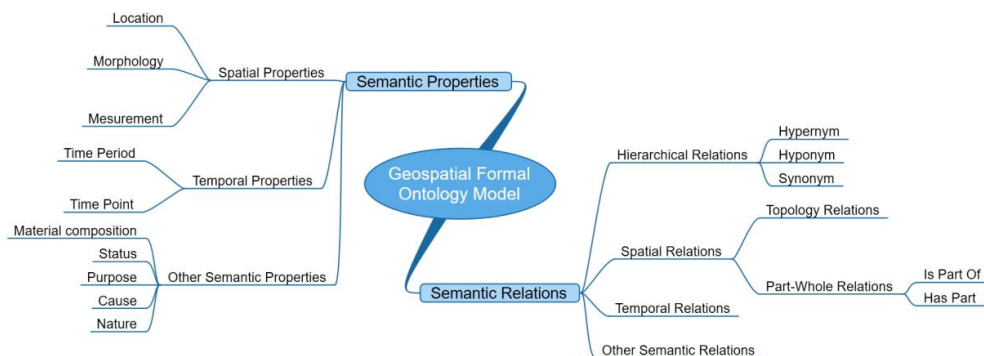 Location
Morphology
Mesurement
Spatial Properties
Semantic Properties
Time Period
Time Point
Temporal Properties
Material composition
Status
Purpose
Cause
Nature
Other Semantic Properties
Geospatial Formal
Ontology Model
Semantic Relations
Hierarchical Relations
Hypernym
Hyponym
Synonym
Spatial Relations
Topology Relations
Part-Whole Relations
Is Part Of
Has Part
Temporal Relations
Other Semantic Relations